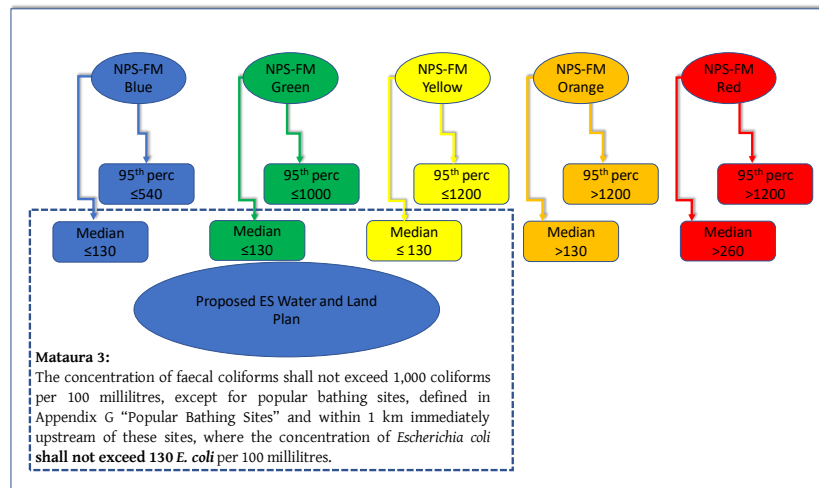 NPS-FM
Blue
NPS-FM
Green
NPS-FM
Yellow
NPS-FM
Orange
NPS-FM
Red
95th perc
≤540
95th perc
≤1000
95th perc
≤1200
95th perc
>1200
95th perc
>1200
Median
≤130
Median
≤130
Median
≤ 130
Median
>130
Median
>260
Proposed ES Water and Land
Plan
Mataura 3:
The concentration of faecal coliforms shall not exceed 1,000 coliforms
per 100 millilitres, except for popular bathing sites, defined in
Appendix G “Popular Bathing Sites” and within 1 km immediately
upstream of these sites, where the concentration of Escherichia coli
shall not exceed 130 E. coli per 100 millilitres.